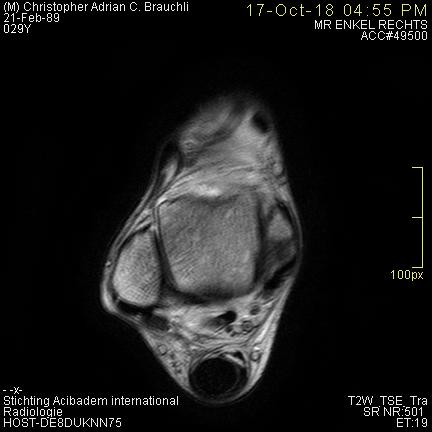 (M) Christopher Adrian C. Brauchli
21-Feb-89
029Y
17-Oct-18 04:55 PM
MR ENKEL RECHTS
ACC#49500
100px
--x-
Stichting Acibadem international
Radiologie
HOST-DE8DUKNN75
T2W_TSE_Tra
SR NR:501
ET:19